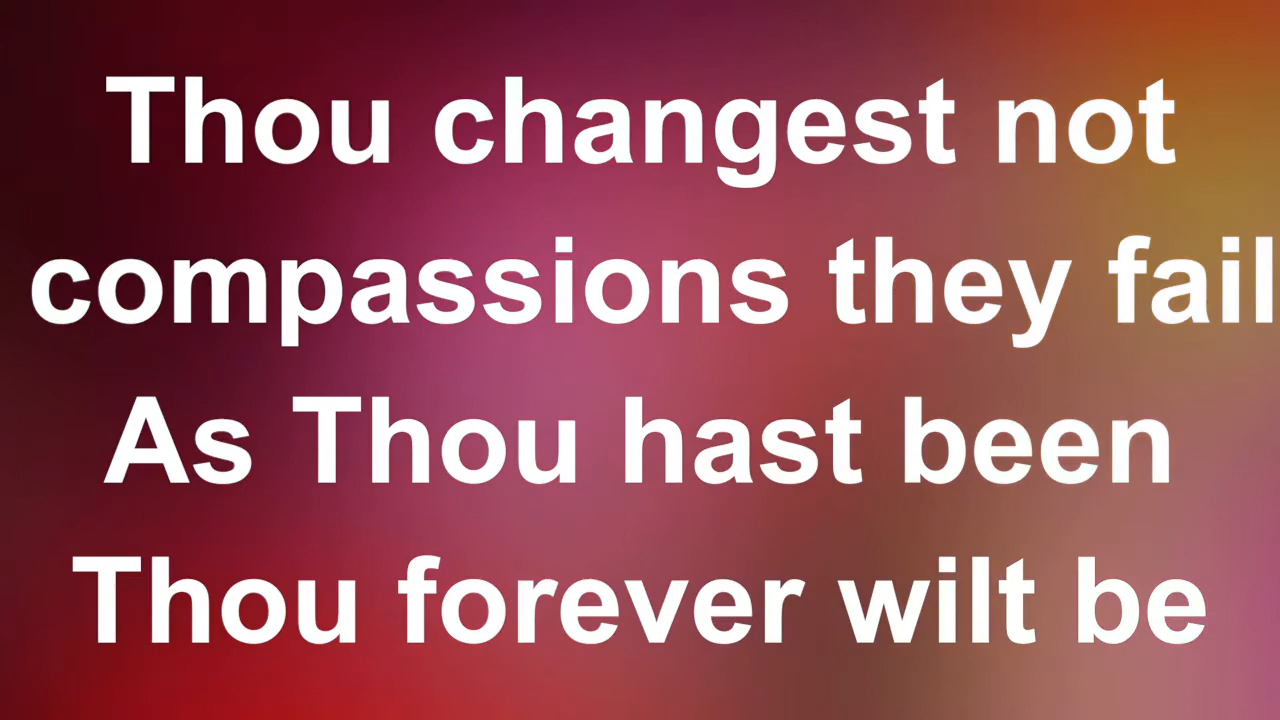 Thou changest not
compassions they fail
As Thou hast been
Thou forever wilt be